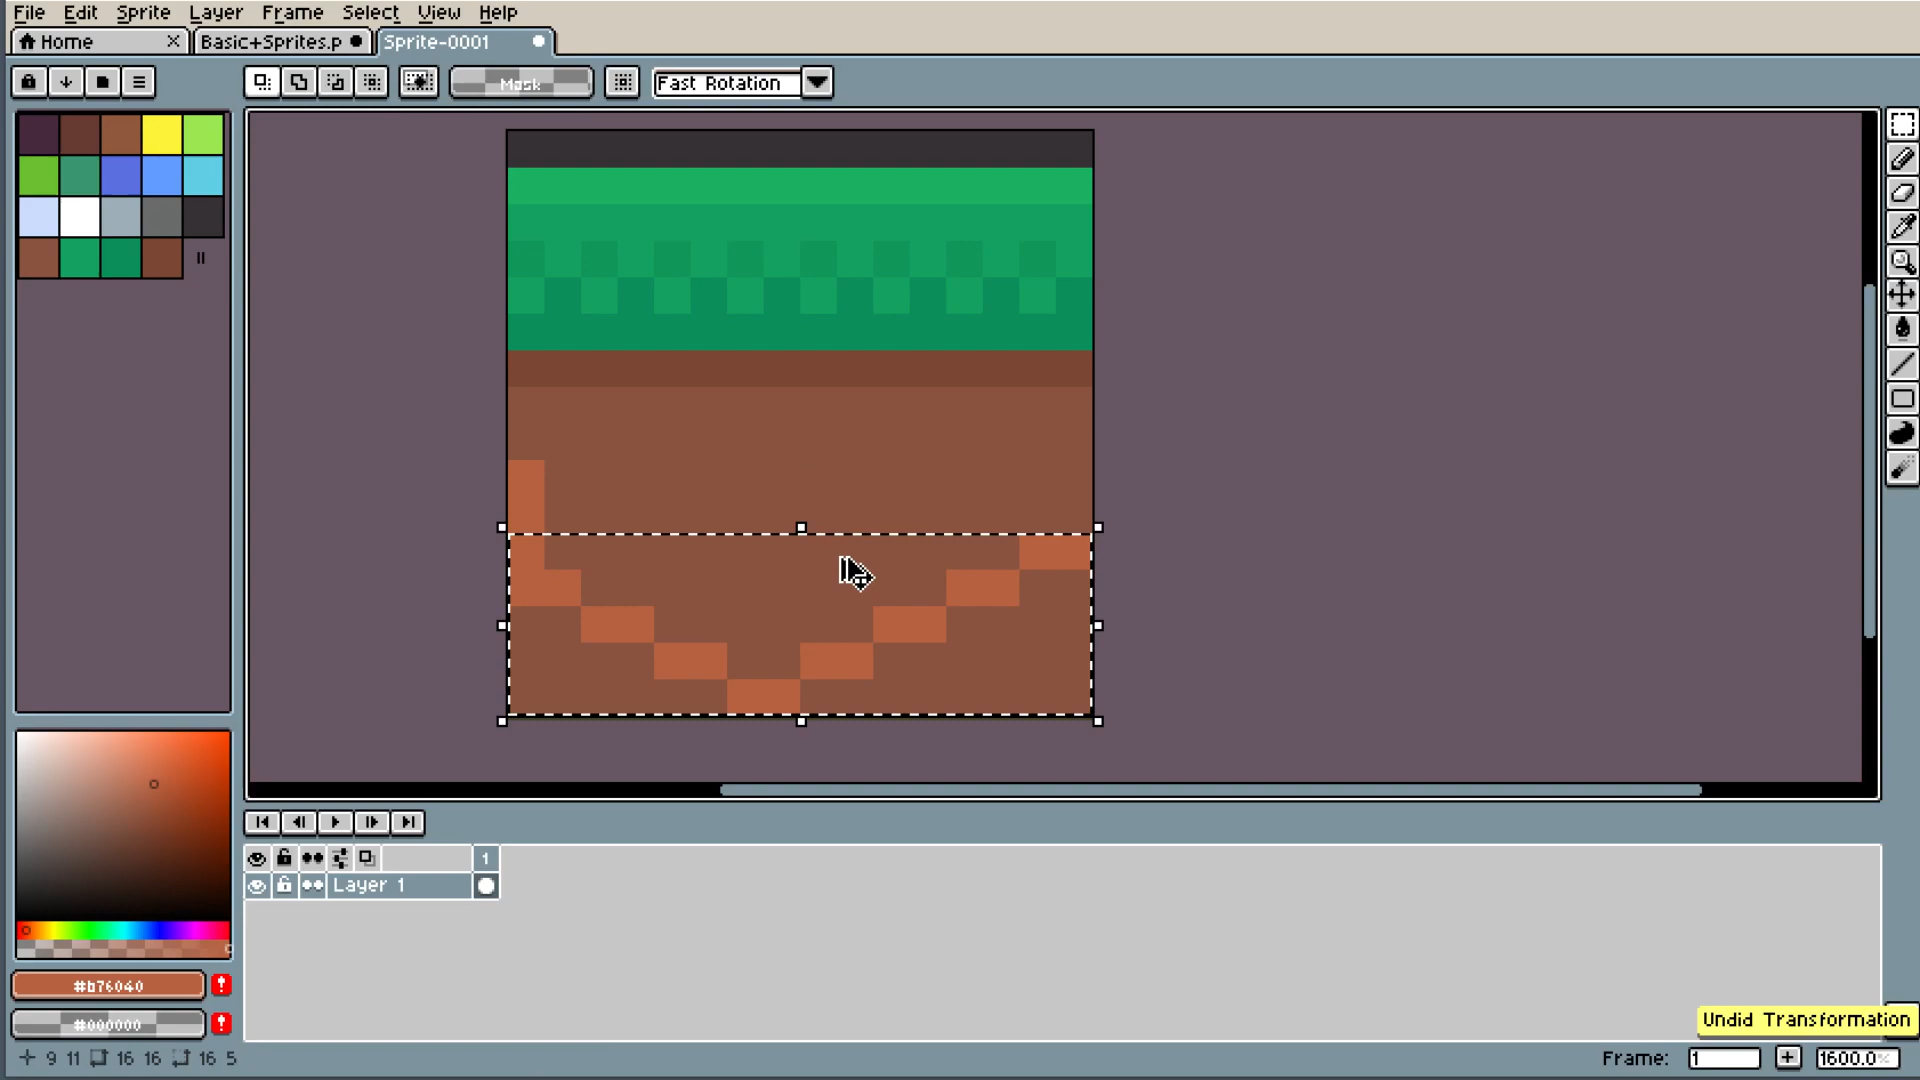 File Edit Sprite Layer Frame Select View Help
Home Basic+Sprites.p Sprite-0001
Mask Fast Rotation
1
Layer 1
#b76040
#000000
Undid Transformation
9 11 16 16 16 5 Frame: 1 1600.0%